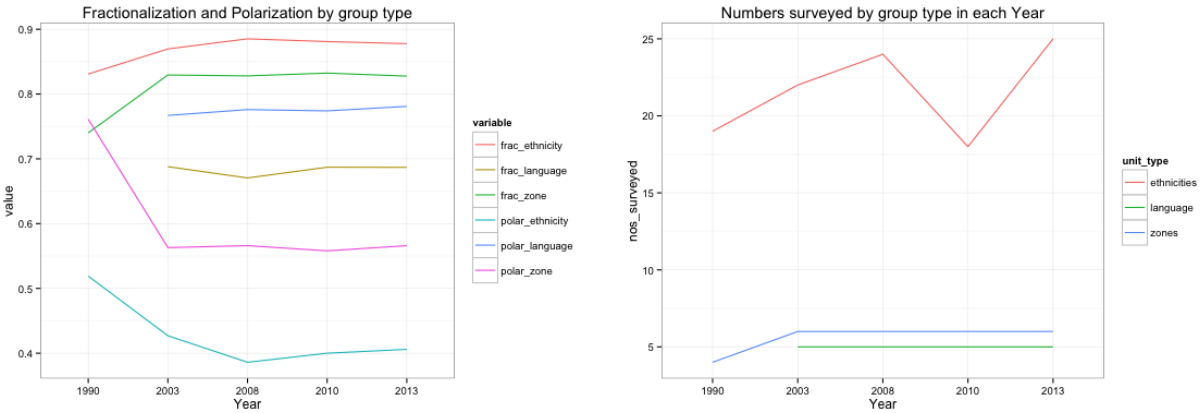 Fractionalization and Polarization by group type
0.9
0.8
0.7
0.6
0.5
0.4
value
1990 2003 2008 2010 2013
Year
variable
frac_ethnicity
frac_language
frac_zone
polar_ethnicity
polar_language
polar_zone
Numbers surveyed by group type in each Year
25
20
15
10
5
nos_surveyed
1990 2003 2008 2010 2013
Year
unit_type
ethnicities
language
zones